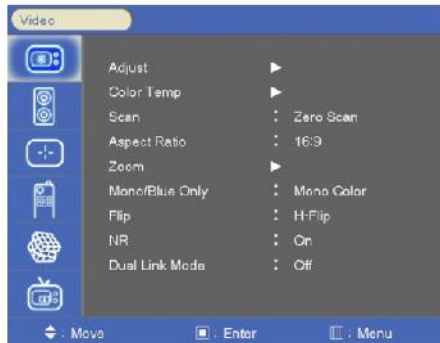 Video
Adjust ▶
Color Temp ▶
Scan : Zero Scan
Aspect Ratio : 16:9
Zoom ▶
Mono/Blue Only : Mono Color
Flip : H-Flip
NR : On
Dual Link Mode : Off
: Move : Enter : Menu